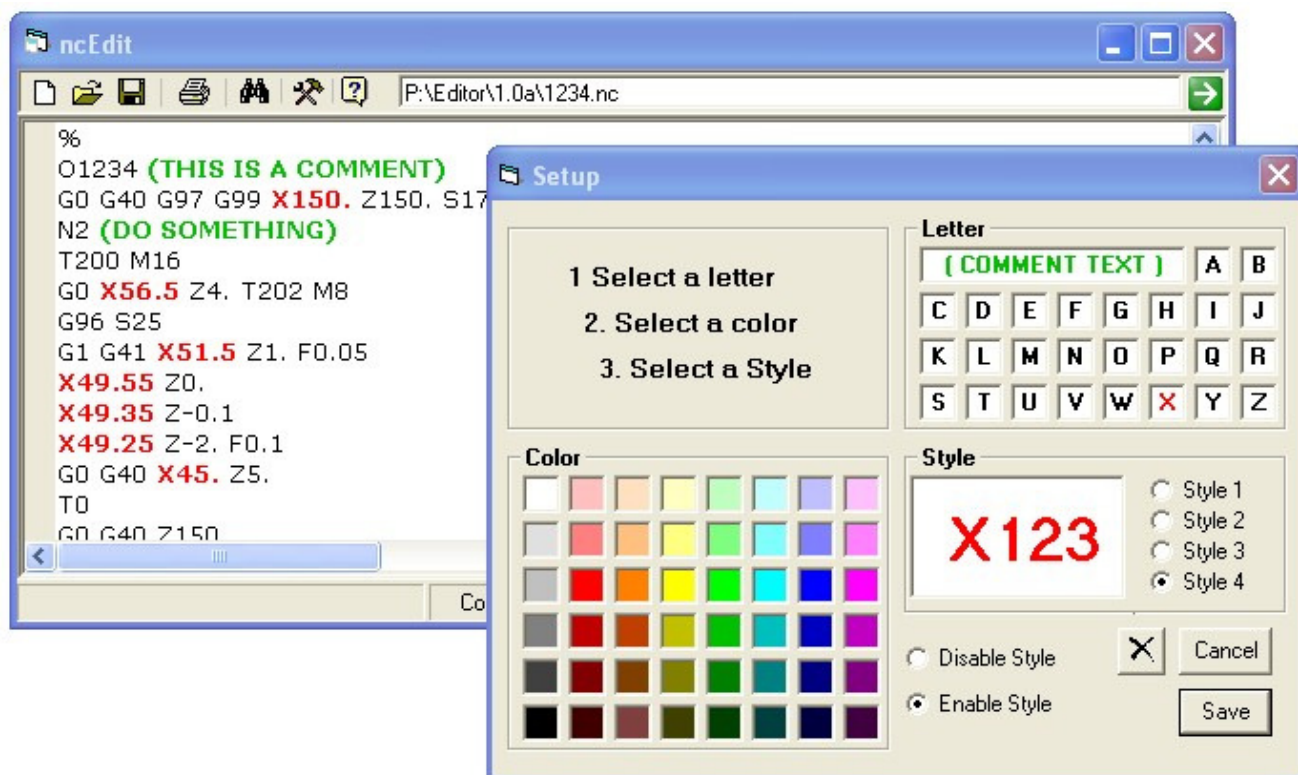 ncEdit
P:\Editor\1.0a\1234.nc
%
O1234 (THIS IS A COMMENT)
G0 G40 G97 G99 X150. Z150. S17
N2 (DO SOMETHING)
T200 M16
G0 X56.5 Z4. T202 M8
G96 S25
G1 G41 X51.5 Z1. F0.05
X49.55 Z0.
X49.35 Z-0.1
X49.25 Z-2. F0.1
G0 G40 X45. Z5.
T0
G0 G40 Z150
Co
Setup
1 Select a letter
2. Select a color
3. Select a Style
Letter
( COMMENT TEXT ) A B
C D E F G H I J
K L M N O P Q R
S T U V W X Y Z
Color
Style
X123
Style 1
Style 2
Style 3
Style 4
Disable Style
Enable Style
X
Cancel
Save